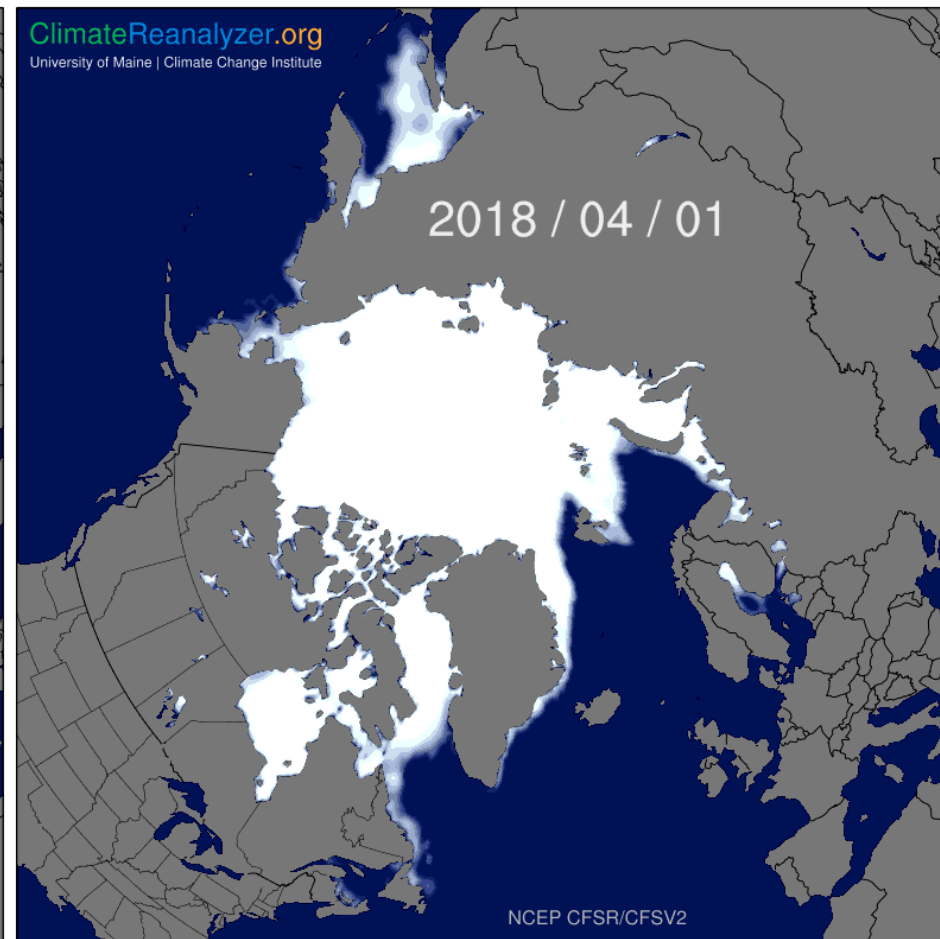 ClimateReanalyzer.org
University of Maine | Climate Change Institute
2018 / 04 / 01
NCEP CFSR/CFSV2